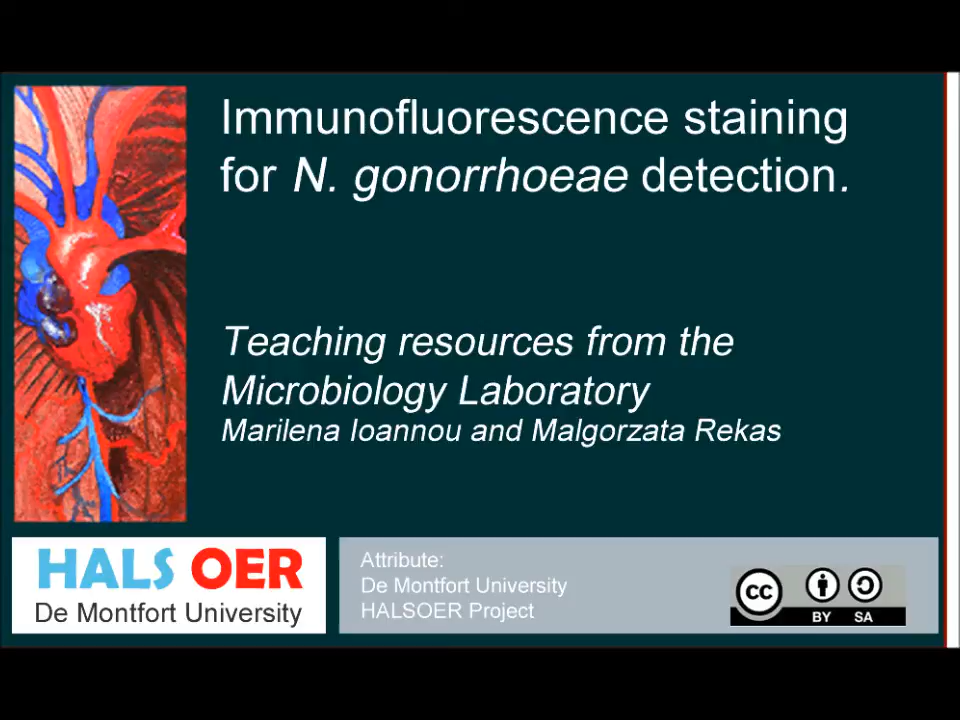 Immunofluorescence staining
for N. gonorrhoeae detection.
Teaching resources from the
Microbiology Laboratory
Marilena Ioannou and Malgorzata Rekas
HALS OER
De Montfort University
Attribute:
De Montfort University
HALSOER Project
cc
BY SA